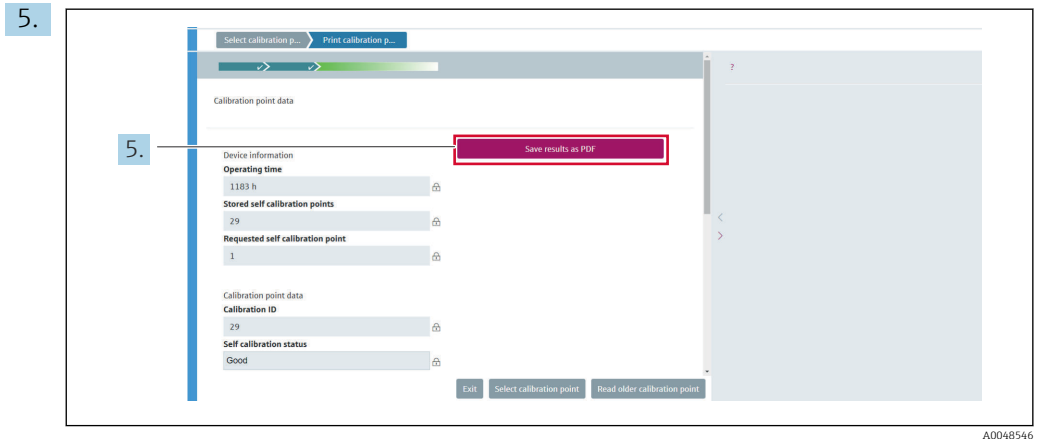 5.
Select calibration p...
Print calibration p...
?
Calibration point data
5.
Save results as PDF
Device information
Operating time
1183 h
Stored self calibration points
29
Requested self calibration point
1
Calibration point data
Calibration ID
29
Self calibration status
Good
Exit
Select calibration point
Read older calibration point
A0048546